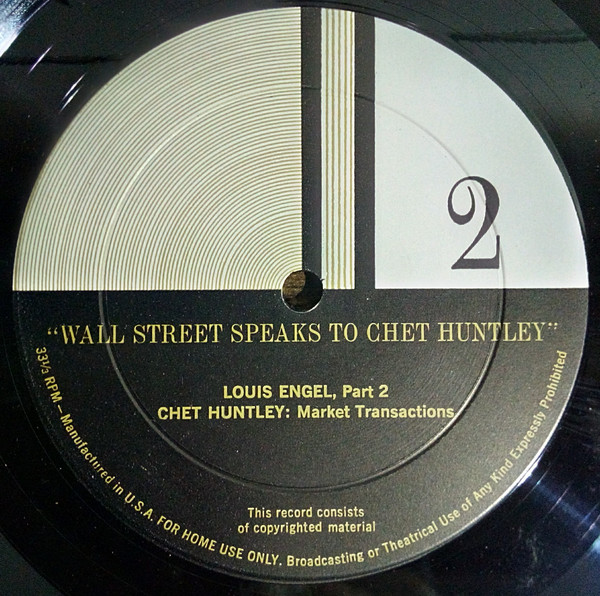 2
“WALL STREET SPEAKS TO CHET HUNTLEY”
LOUIS ENGEL, Part 2
CHET HUNTLEY: Market Transactions
This record consists
of copyrighted material
33⅓ RPM – Manufactured in U.S.A. FOR HOME USE ONLY. Broadcasting or Theatrical Use of Any Kind Expressly Prohibited